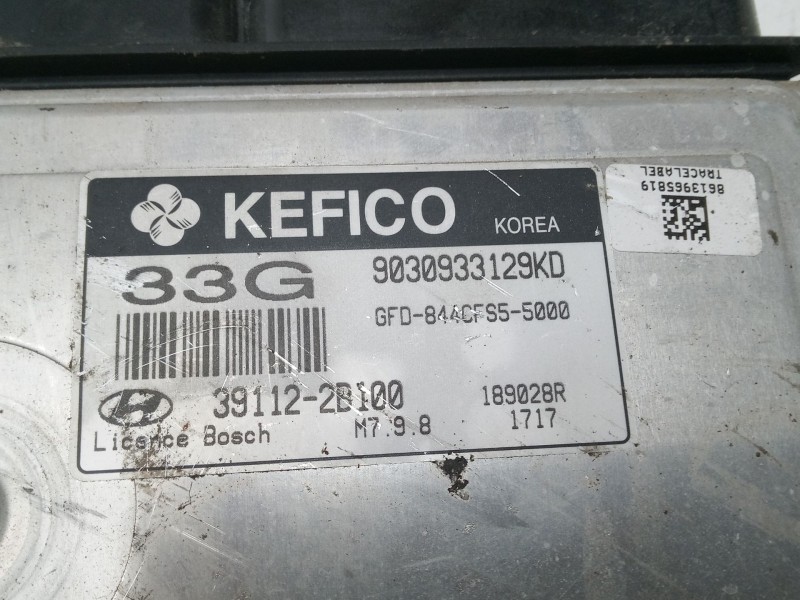 KEFICO
KOREA
33G
9030933129KD
GFD-844CFS5-5000
39112-2B100
189028R
Licence Bosch
M7.9.8
1717
8613965819
TRACELABEL